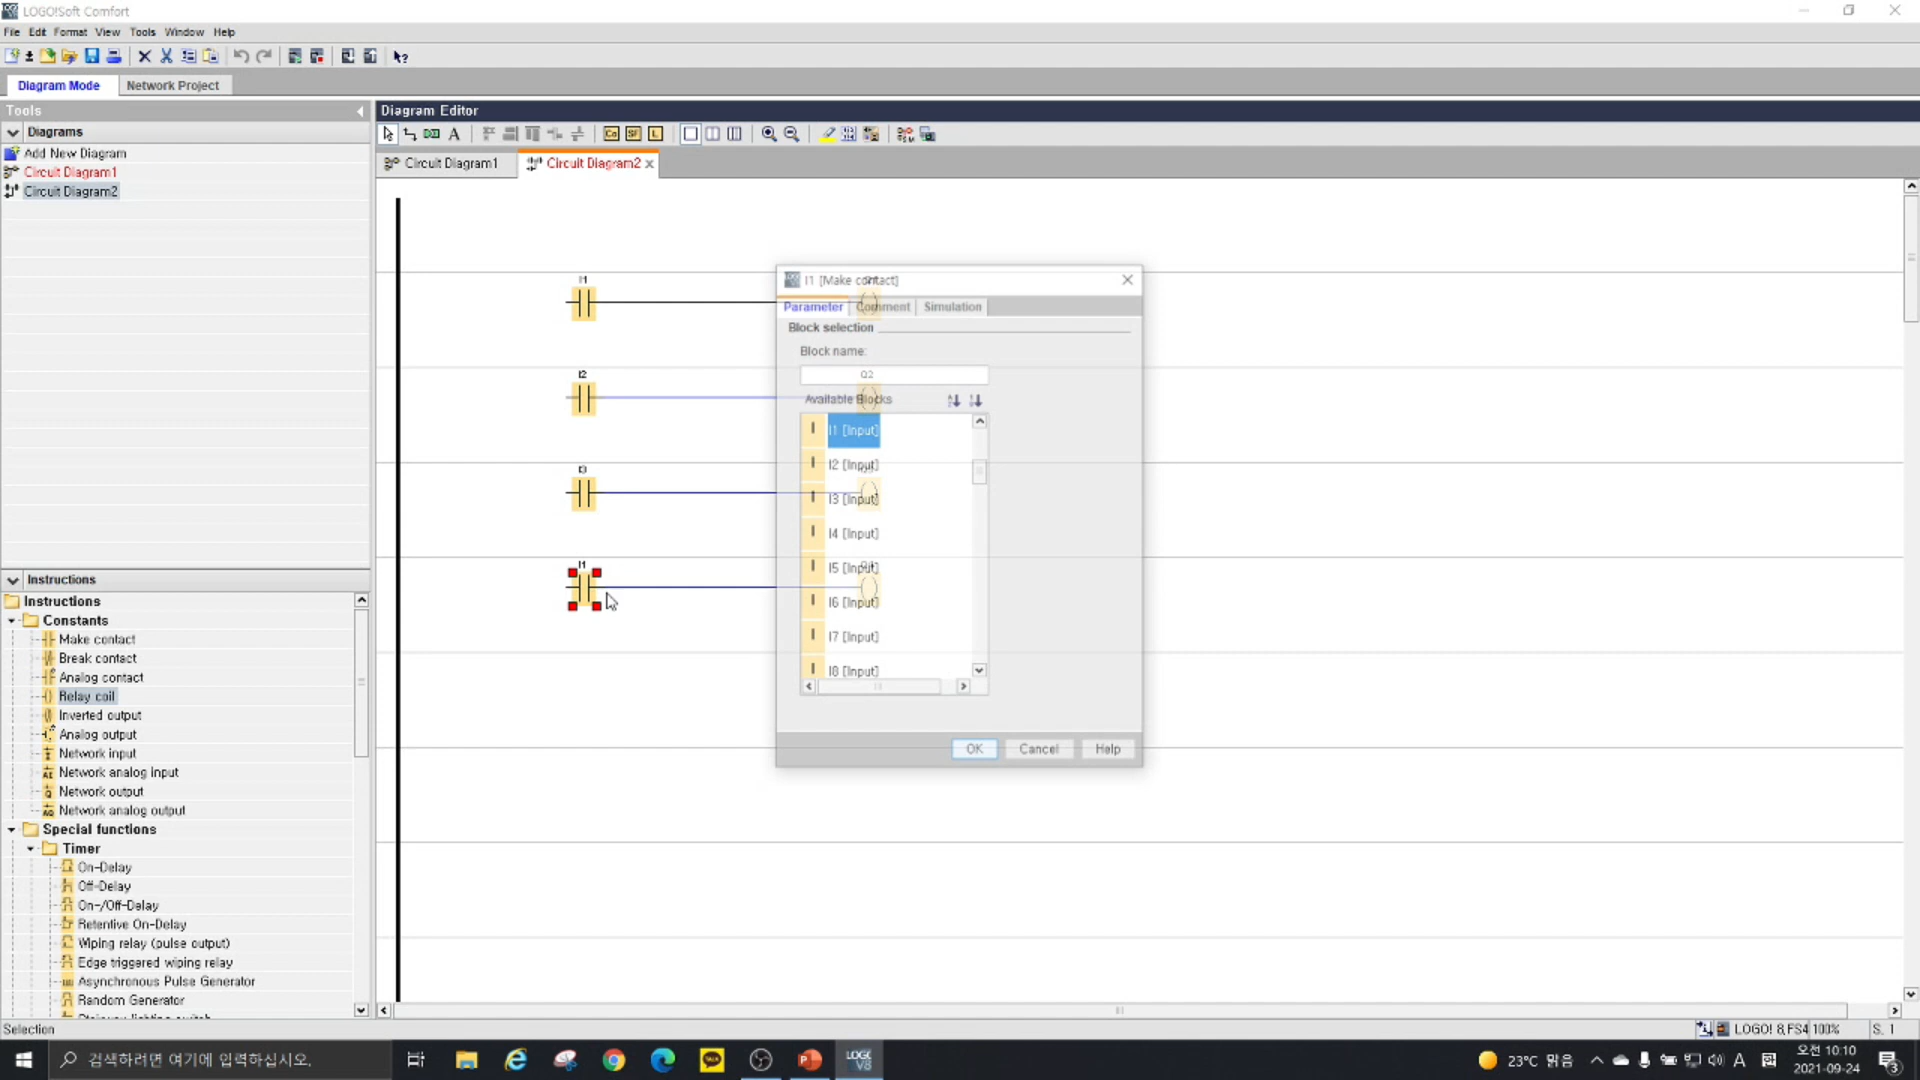 LOGO!Soft Comfort
File Edit Format View Tools Window Help
Diagram Mode Network Project
Tools
Diagrams
Add New Diagram
Circuit Diagram1
Circuit Diagram2
Instructions
Instructions
Constants
Make contact
Break contact
Analog contact
Relay coil
Inverted output
Analog output
Network input
Network analog input
Network output
Network analog output
Special functions
Timer
On-Delay
Off-Delay
On-/Off-Delay
Retentive On-Delay
Wiping relay (pulse output)
Edge triggered wiping relay
Asynchronous Pulse Generator
Random Generator
Diagram Editor
Circuit Diagram1 Circuit Diagram2
I1
I2
I3
I1
I1 [Make contact]
Parameter Comment Simulation
Block selection
Block name:
Q2
Available Blocks
I I1 [Input]
I I2 [Input]
I I3 [Input]
I I4 [Input]
I I5 [Input]
I I6 [Input]
I I7 [Input]
I I8 [Input]
OK Cancel Help
Selection
LOGO! 8.FS4 100% S. 1
검색하려면 여기에 입력하십시오.
23°C 맑음
A
오전 10:10
2021-09-24
3